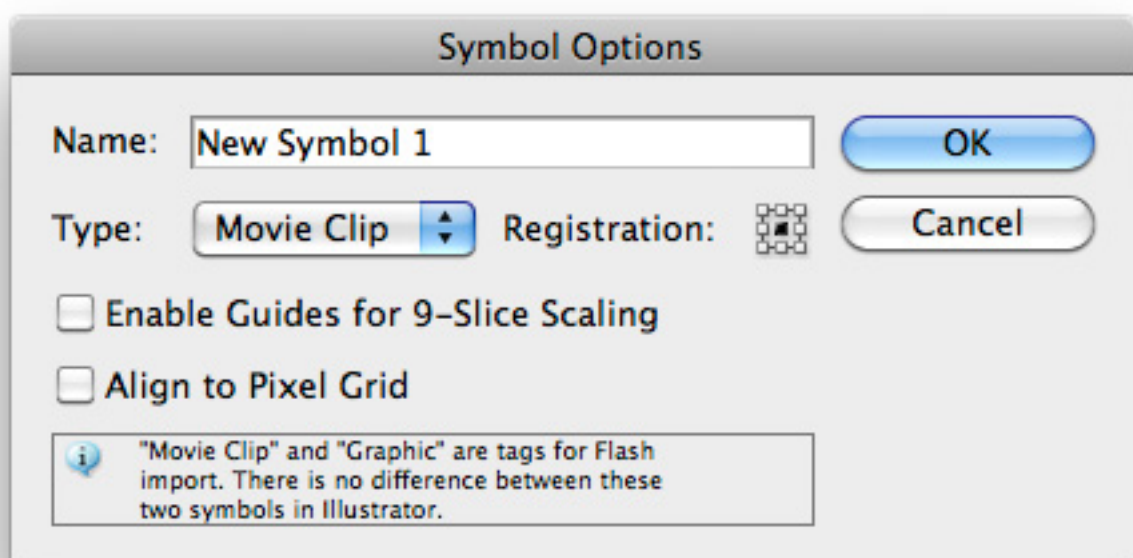 Symbol Options
Name: New Symbol 1 OK
Type: Movie Clip Registration: Cancel
Enable Guides for 9-Slice Scaling
Align to Pixel Grid
"Movie Clip" and "Graphic" are tags for Flash
import. There is no difference between these
two symbols in Illustrator.